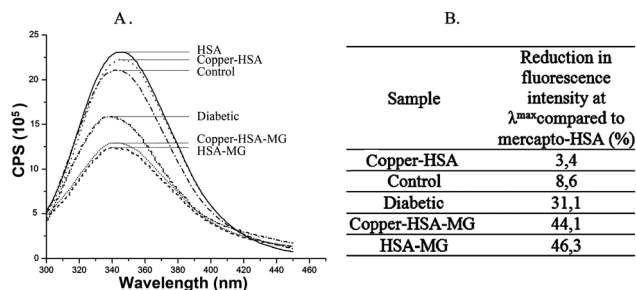 A.
B.
HSA
Copper-HSA
Control
Diabetic
Copper-HSA-MG
HSA-MG
CPS (10⁵)
25
20
15
10
5
0
300 320 340 360 380 400 420 440 460
Wavelength (nm)
Sample
Reduction in
fluorescence
intensity at
λᵐᵃˣcompared to
mercapto-HSA (%)
Copper-HSA 3,4
Control 8,6
Diabetic 31,1
Copper-HSA-MG 44,1
HSA-MG 46,3